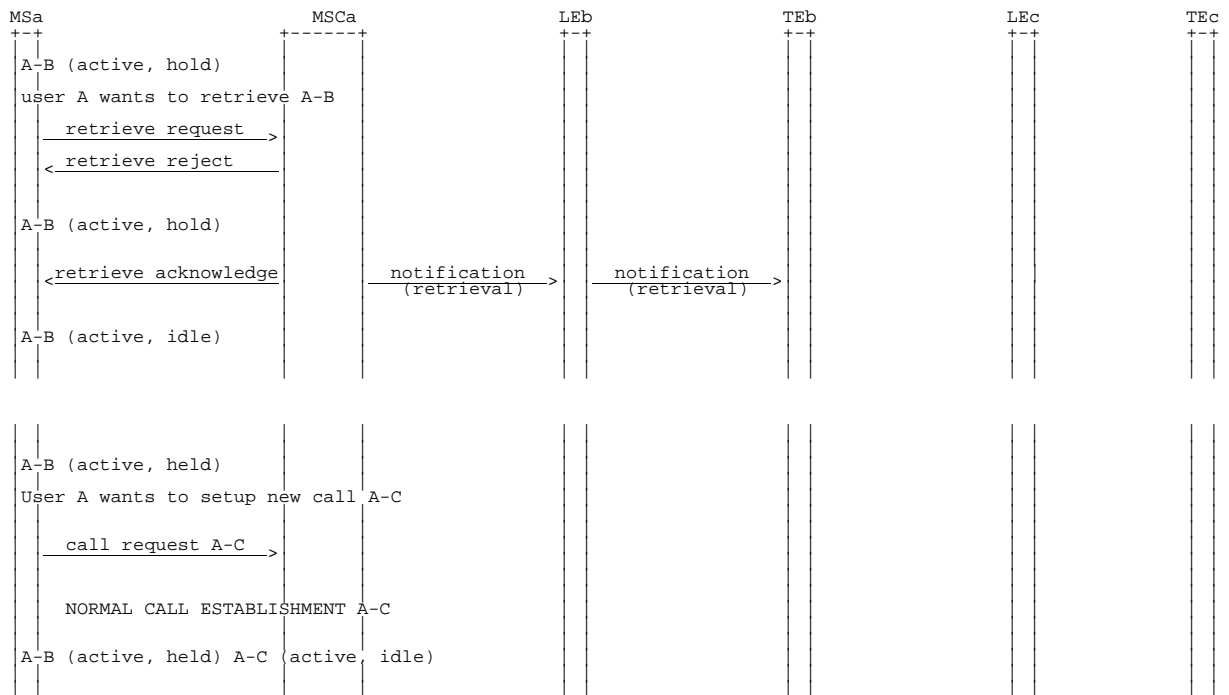 MSa MSCa LEb TEb LEc TEc
A-B (active, hold)
user A wants to retrieve A-B
retrieve request
retrieve reject
A-B (active, hold)
retrieve acknowledge notification notification
(retrieval) (retrieval)
A-B (active, idle)
A-B (active, held)
User A wants to setup new call A-C
call request A-C
NORMAL CALL ESTABLISHMENT A-C
A-B (active, held) A-C (active, idle)